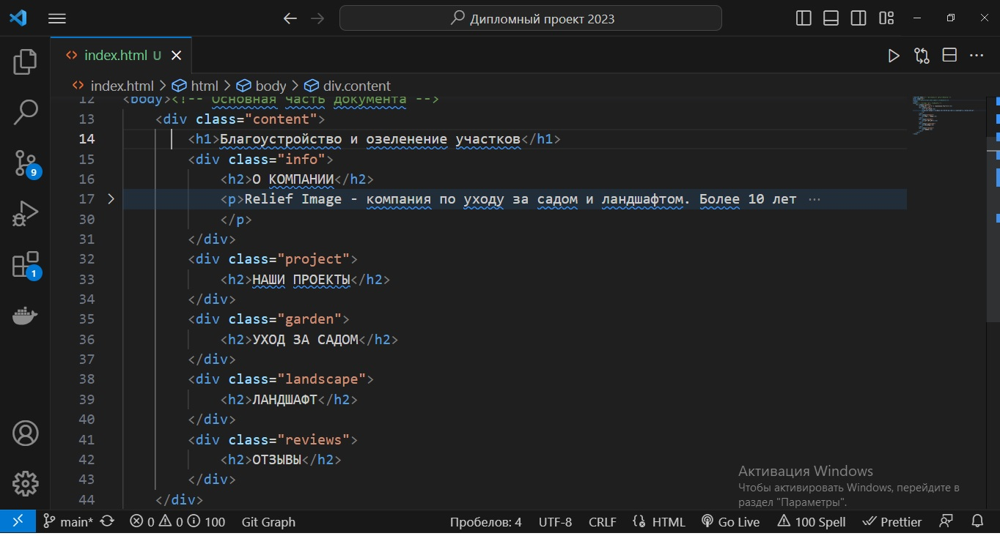 Дипломный проект 2023
index.html U
index.html > html > body > div.content
12 <body><!-- Основная часть документа -->
13 <div class="content">
14 <h1>Благоустройство и озеленение участков</h1>
15 <div class="info">
16 <h2>О КОМПАНИИ</h2>
17 <p>Relief Image - компания по уходу за садом и ландшафтом. Более 10 лет ···
30 </p>
31 </div>
32 <div class="project">
33 <h2>НАШИ ПРОЕКТЫ</h2>
34 </div>
35 <div class="garden">
36 <h2>УХОД ЗА САДОМ</h2>
37 </div>
38 <div class="landscape">
39 <h2>ЛАНДШАФТ</h2>
40 </div>
41 <div class="reviews">
42 <h2>ОТЗЫВЫ</h2>
43 </div>
44 </div>
9
1
Активация Windows
Чтобы активировать Windows, перейдите в
раздел "Параметры".
main* 0 0 100 Git Graph Пробелов: 4 UTF-8 CRLF HTML Go Live 100 Spell Prettier